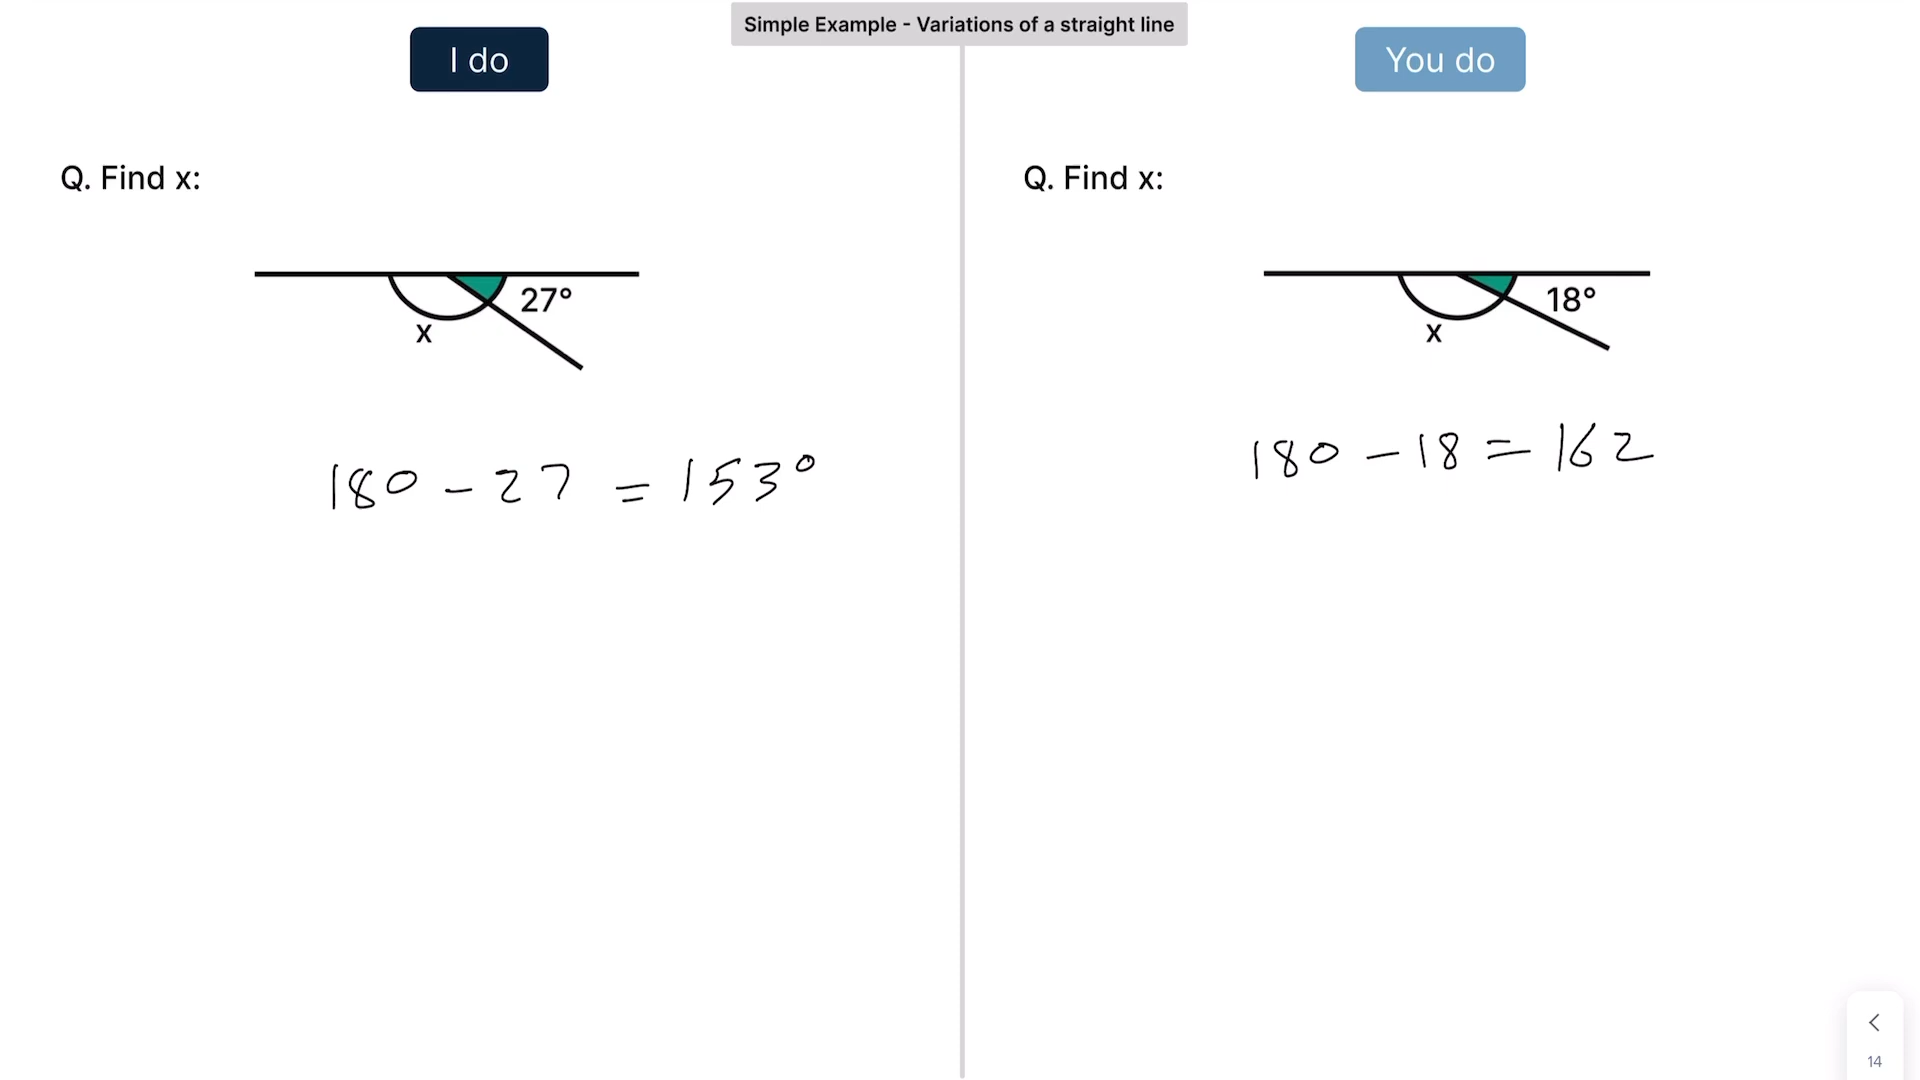 Simple Example - Variations of a straight line
I do
Q. Find x:
27°
x
180 - 27 = 153°
You do
Q. Find x:
18°
x
180 - 18 = 162
14